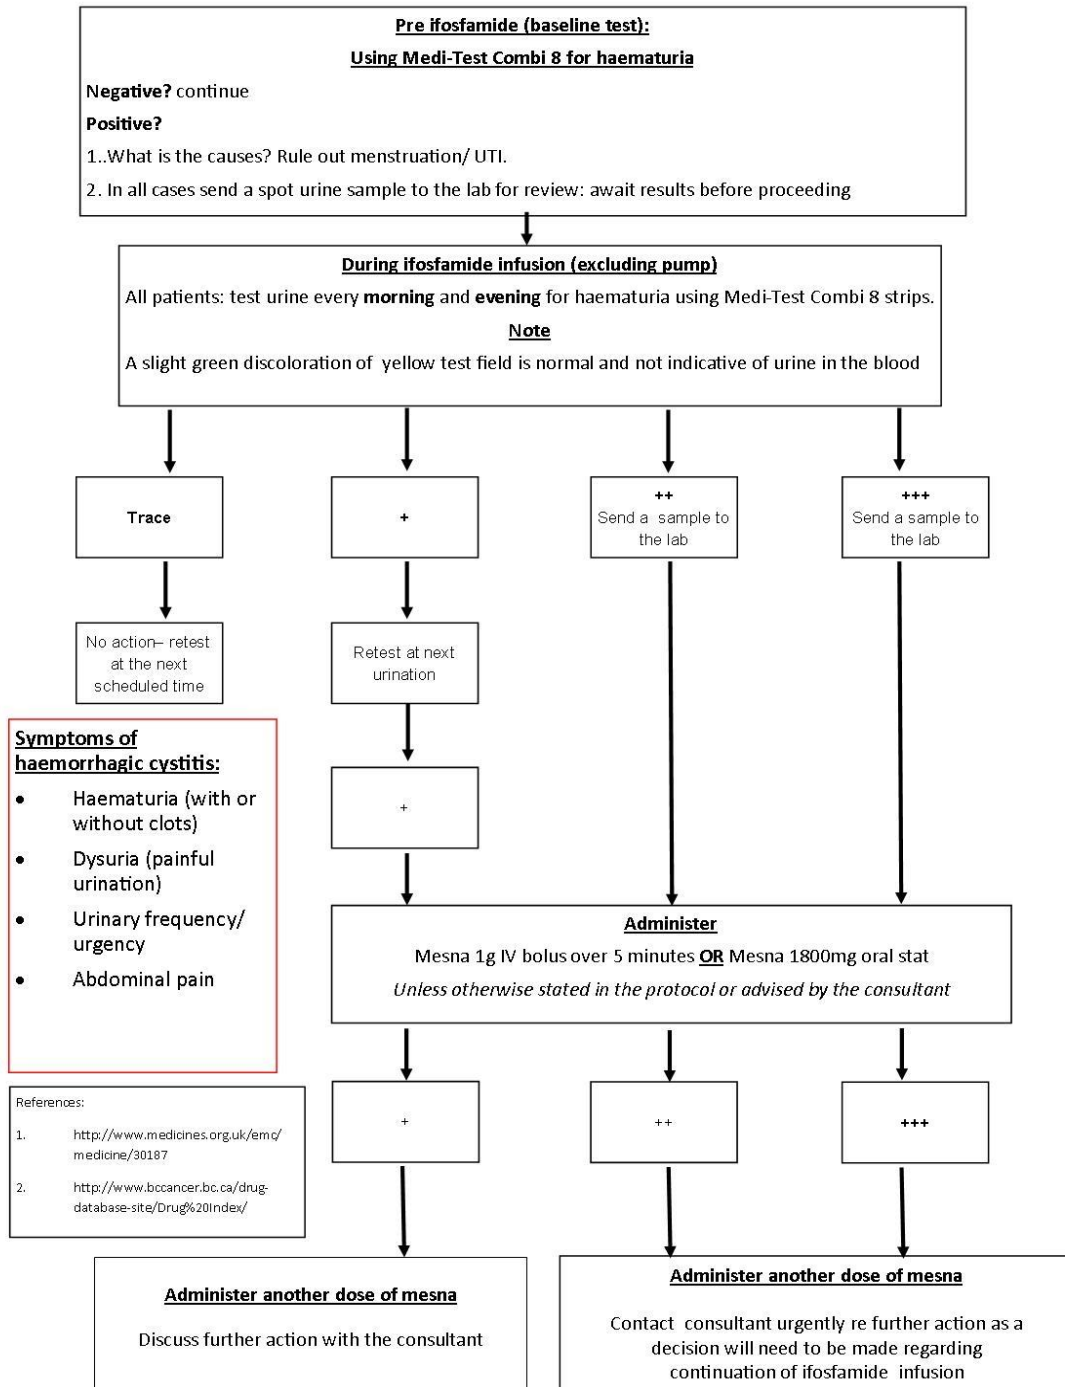 Pre ifosfamide (baseline test):
Using Medi-Test Combi 8 for haematuria
Negative? continue
Positive?
1..What is the causes? Rule out menstruation/ UTI.
2. In all cases send a spot urine sample to the lab for review: await results before proceeding
During ifosfamide infusion (excluding pump)
All patients: test urine every morning and evening for haematuria using Medi-Test Combi 8 strips.
Note
A slight green discoloration of yellow test field is normal and not indicative of urine in the blood
Trace
+
++
Send a sample to
the lab
+++
Send a sample to
the lab
No action– retest
at the next
scheduled time
Retest at next
urination
+
Symptoms of
haemorrhagic cystitis:
• Haematuria (with or
without clots)
• Dysuria (painful
urination)
• Urinary frequency/
urgency
• Abdominal pain
Administer
Mesna 1g IV bolus over 5 minutes OR Mesna 1800mg oral stat
Unless otherwise stated in the protocol or advised by the consultant
+
++
+++
References:
1. http://www.medicines.org.uk/emc/
medicine/30187
2. http://www.bccancer.bc.ca/drug-
database-site/Drug%20Index/
Administer another dose of mesna
Discuss further action with the consultant
Administer another dose of mesna
Contact consultant urgently re further action as a
decision will need to be made regarding
continuation of ifosfamide infusion